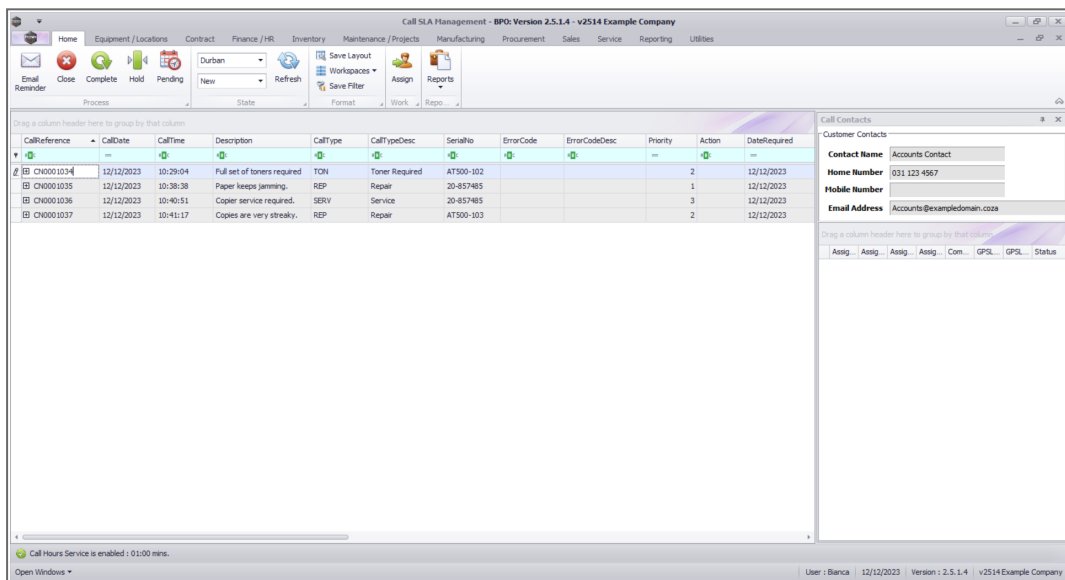 Call SLA Management - BPO: Version 2.5.1.4 - v2514 Example Company
Home Equipment / Locations Contract Finance / HR Inventory Maintenance / Projects Manufacturing Procurement Sales Service Reporting Utilities
Email Reminder Close Complete Hold Pending Durban New Refresh Save Layout Workspaces Save Filter Assign Reports
Process State Format Work Repo...
Drag a column header here to group by that column
CallReference CallDate CallTime Description CallType CallTypeDesc SerialNo ErrorCode ErrorCodeDesc Priority Action DateRequired
CN0001034 12/12/2023 10:29:04 Full set of toners required TON Toner Required AT500-102 2 12/12/2023
CN0001035 12/12/2023 10:38:38 Paper keeps jamming. REP Repair 20-857485 1 12/12/2023
CN0001036 12/12/2023 10:40:51 Copier service required. SERV Service 20-857485 3 12/12/2023
CN0001037 12/12/2023 10:41:17 Copies are very streaky. REP Repair AT500-103 2 12/12/2023
Call Contacts
Customer Contacts
Contact Name Accounts Contact
Home Number 031 123 4567
Mobile Number
Email Address Accounts@exampledomain.coza
Drag a column header here to group by that column
Assig... Assig... Assig... Assig... Com... GPSL... GPSL... Status
Call Hours Service is enabled : 01:00 mins.
Open Windows User : Bianca 12/12/2023 Version : 2.5.1.4 v2514 Example Company